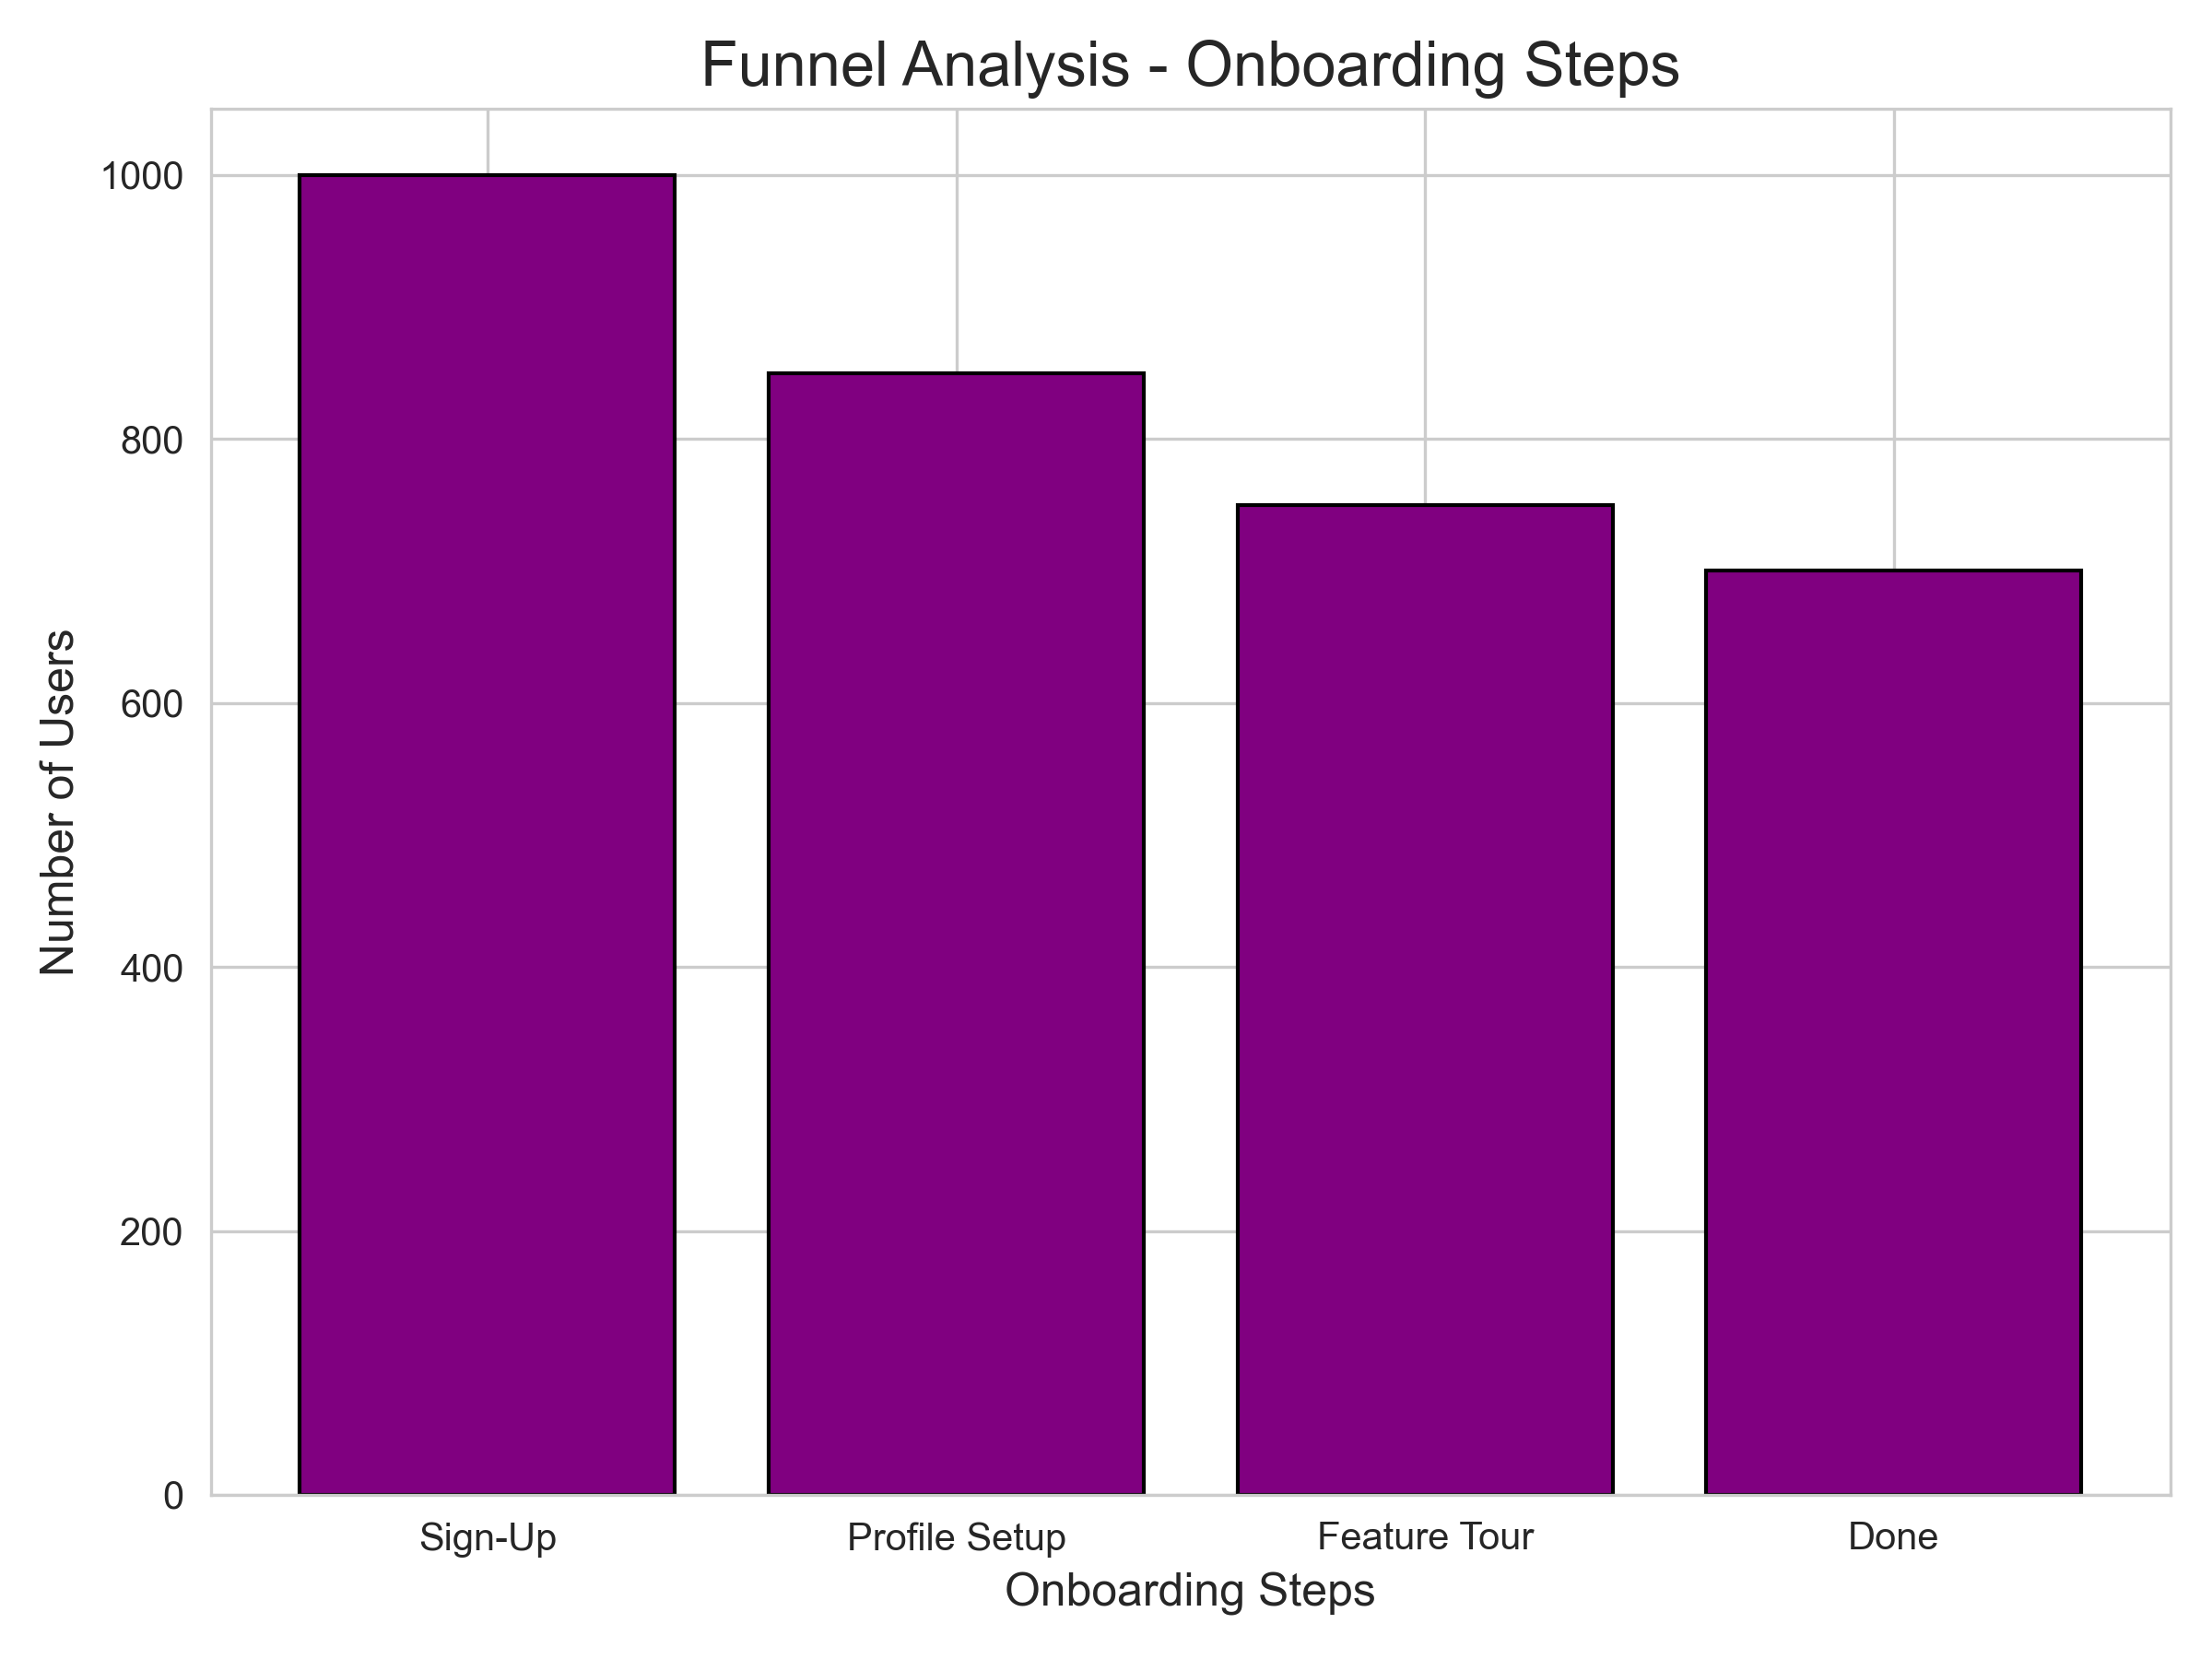 Funnel Analysis - Onboarding Steps
1000
800
600
400
200
0
Number of Users
Sign-Up Profile Setup Feature Tour Done
Onboarding Steps